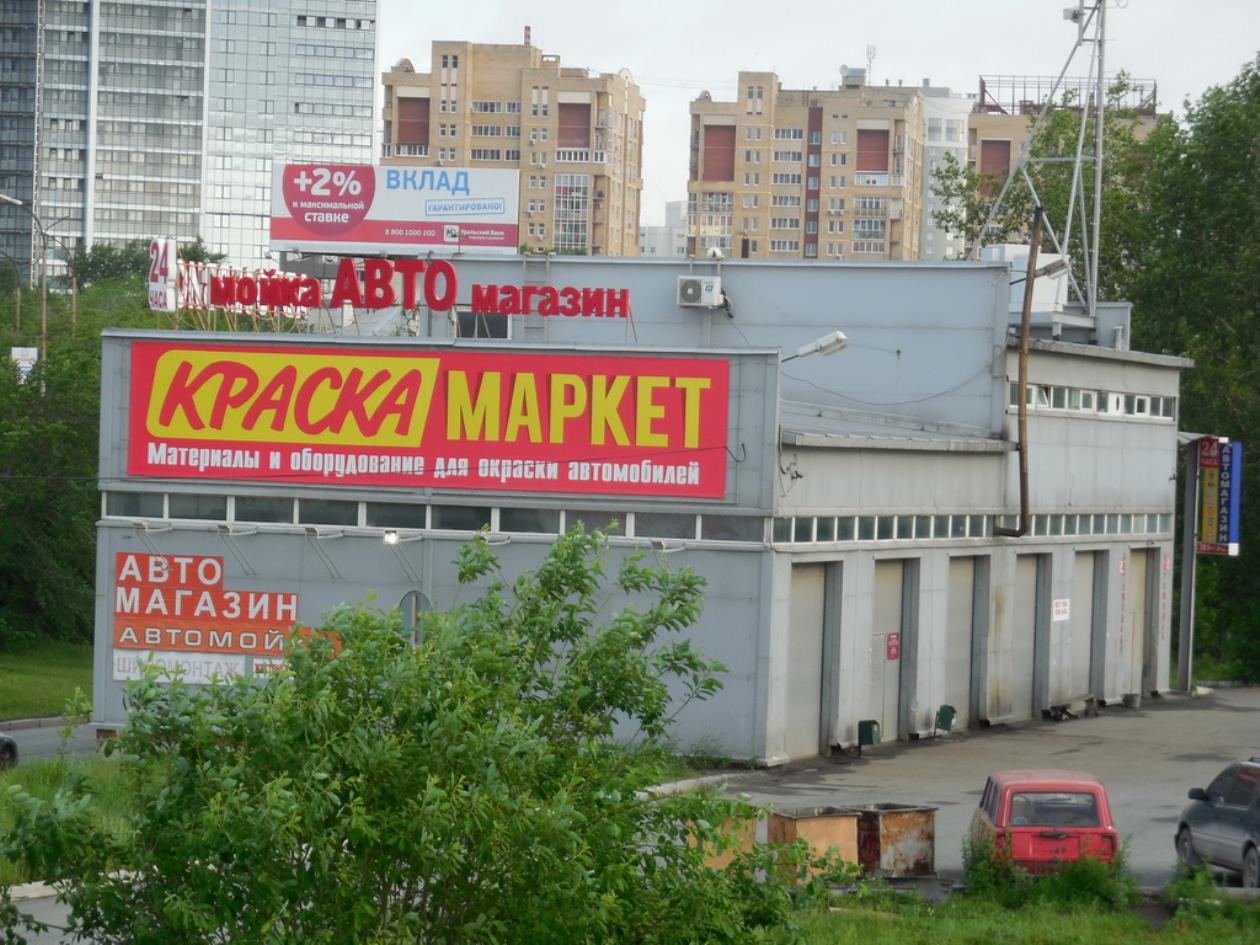 +2%
к максимальной
ставке
ВКЛАД
ГАРАНТИРОВАНО!
8 800 1000 200
Уральский Банк
24
ЧАСА
мойка АВТО магазин
КРАСКА МАРКЕТ
Материалы и оборудование для окраски автомобилей
АВТО
МАГАЗИН
АВТОМОЙ
ШИНОМОНТАЖ
24
ЧАСА
АВТОМАГАЗИН